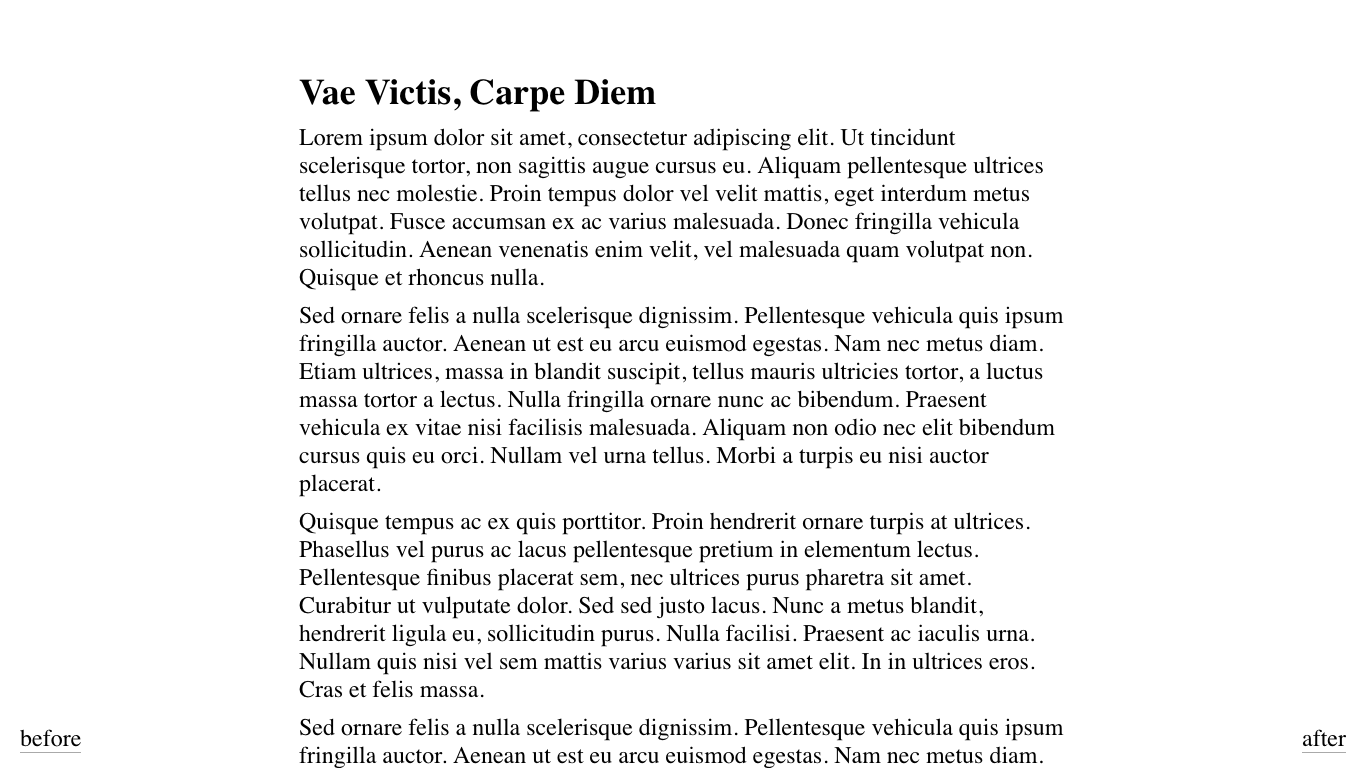 Vae Victis, Carpe Diem
Lorem ipsum dolor sit amet, consectetur adipiscing elit. Ut tincidunt
scelerisque tortor, non sagittis augue cursus eu. Aliquam pellentesque ultrices
tellus nec molestie. Proin tempus dolor vel velit mattis, eget interdum metus
volutpat. Fusce accumsan ex ac varius malesuada. Donec fringilla vehicula
sollicitudin. Aenean venenatis enim velit, vel malesuada quam volutpat non.
Quisque et rhoncus nulla.
Sed ornare felis a nulla scelerisque dignissim. Pellentesque vehicula quis ipsum
fringilla auctor. Aenean ut est eu arcu euismod egestas. Nam nec metus diam.
Etiam ultrices, massa in blandit suscipit, tellus mauris ultricies tortor, a luctus
massa tortor a lectus. Nulla fringilla ornare nunc ac bibendum. Praesent
vehicula ex vitae nisi facilisis malesuada. Aliquam non odio nec elit bibendum
cursus quis eu orci. Nullam vel urna tellus. Morbi a turpis eu nisi auctor
placerat.
Quisque tempus ac ex quis porttitor. Proin hendrerit ornare turpis at ultrices.
Phasellus vel purus ac lacus pellentesque pretium in elementum lectus.
Pellentesque finibus placerat sem, nec ultrices purus pharetra sit amet.
Curabitur ut vulputate dolor. Sed sed justo lacus. Nunc a metus blandit,
hendrerit ligula eu, sollicitudin purus. Nulla facilisi. Praesent ac iaculis urna.
Nullam quis nisi vel sem mattis varius varius sit amet elit. In in ultrices eros.
Cras et felis massa.
Sed ornare felis a nulla scelerisque dignissim. Pellentesque vehicula quis ipsum
fringilla auctor. Aenean ut est eu arcu euismod egestas. Nam nec metus diam.
before
after